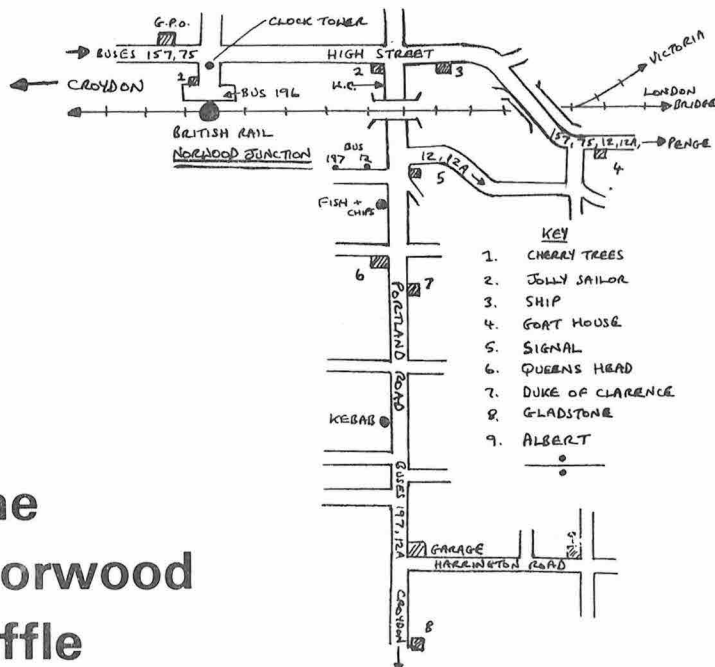 G.P.O.
CLOCK TOWER
BUSES 157,75
HIGH STREET
VICTORIA
CROYDON
1
BUS 196
2
3
W.C.
LONDON
BRIDGE
BRITISH RAIL
NORWOOD JUNCTION
157, 75, 12, 12A,
PENGE
BUS
197 12
12, 12A
5
4
FISH +
CHIPS
KEY
1. CHERRY TREES
2. JOLLY SAILOR
3. SHIP
4. GOAT HOUSE
5. SIGNAL
6. QUEENS HEAD
7. DUKE OF CLARENCE
8. GLADSTONE
9. ALBERT
6
7
PORTLAND ROAD
KEBAB
BUSES 197, 12A
GARAGE
HARRINGTON ROAD
CROYDON
8
ne
orwood
ffle